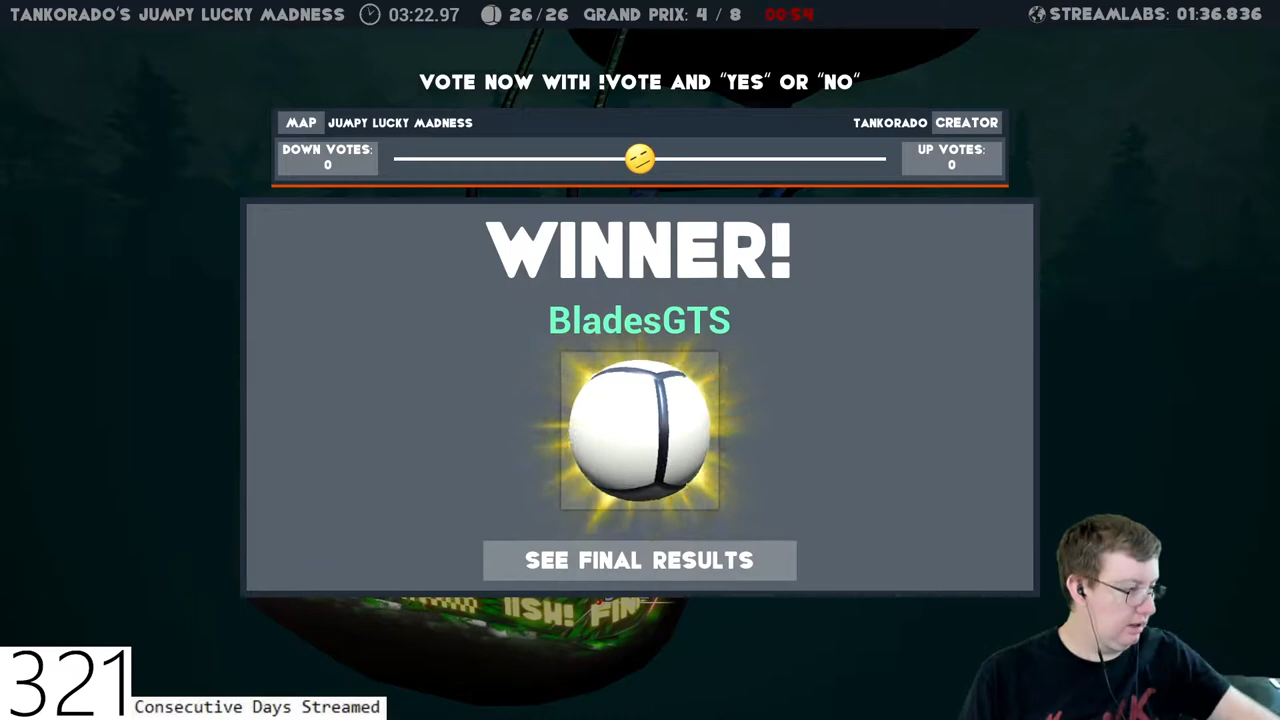 TANKORADO'S JUMPY LUCKY MADNESS 03:22.97 26/26 GRAND PRIX: 4 / 8 00:54 STREAMLABS: 01:36.836
VOTE NOW WITH !VOTE AND "YES" OR "NO"
MAP JUMPY LUCKY MADNESS TANKORADO CREATOR
DOWN VOTES: 0 UP VOTES: 0
WINNER!
BladesGTS
SEE FINAL RESULTS
ISH! FIN
321 Consecutive Days Streamed